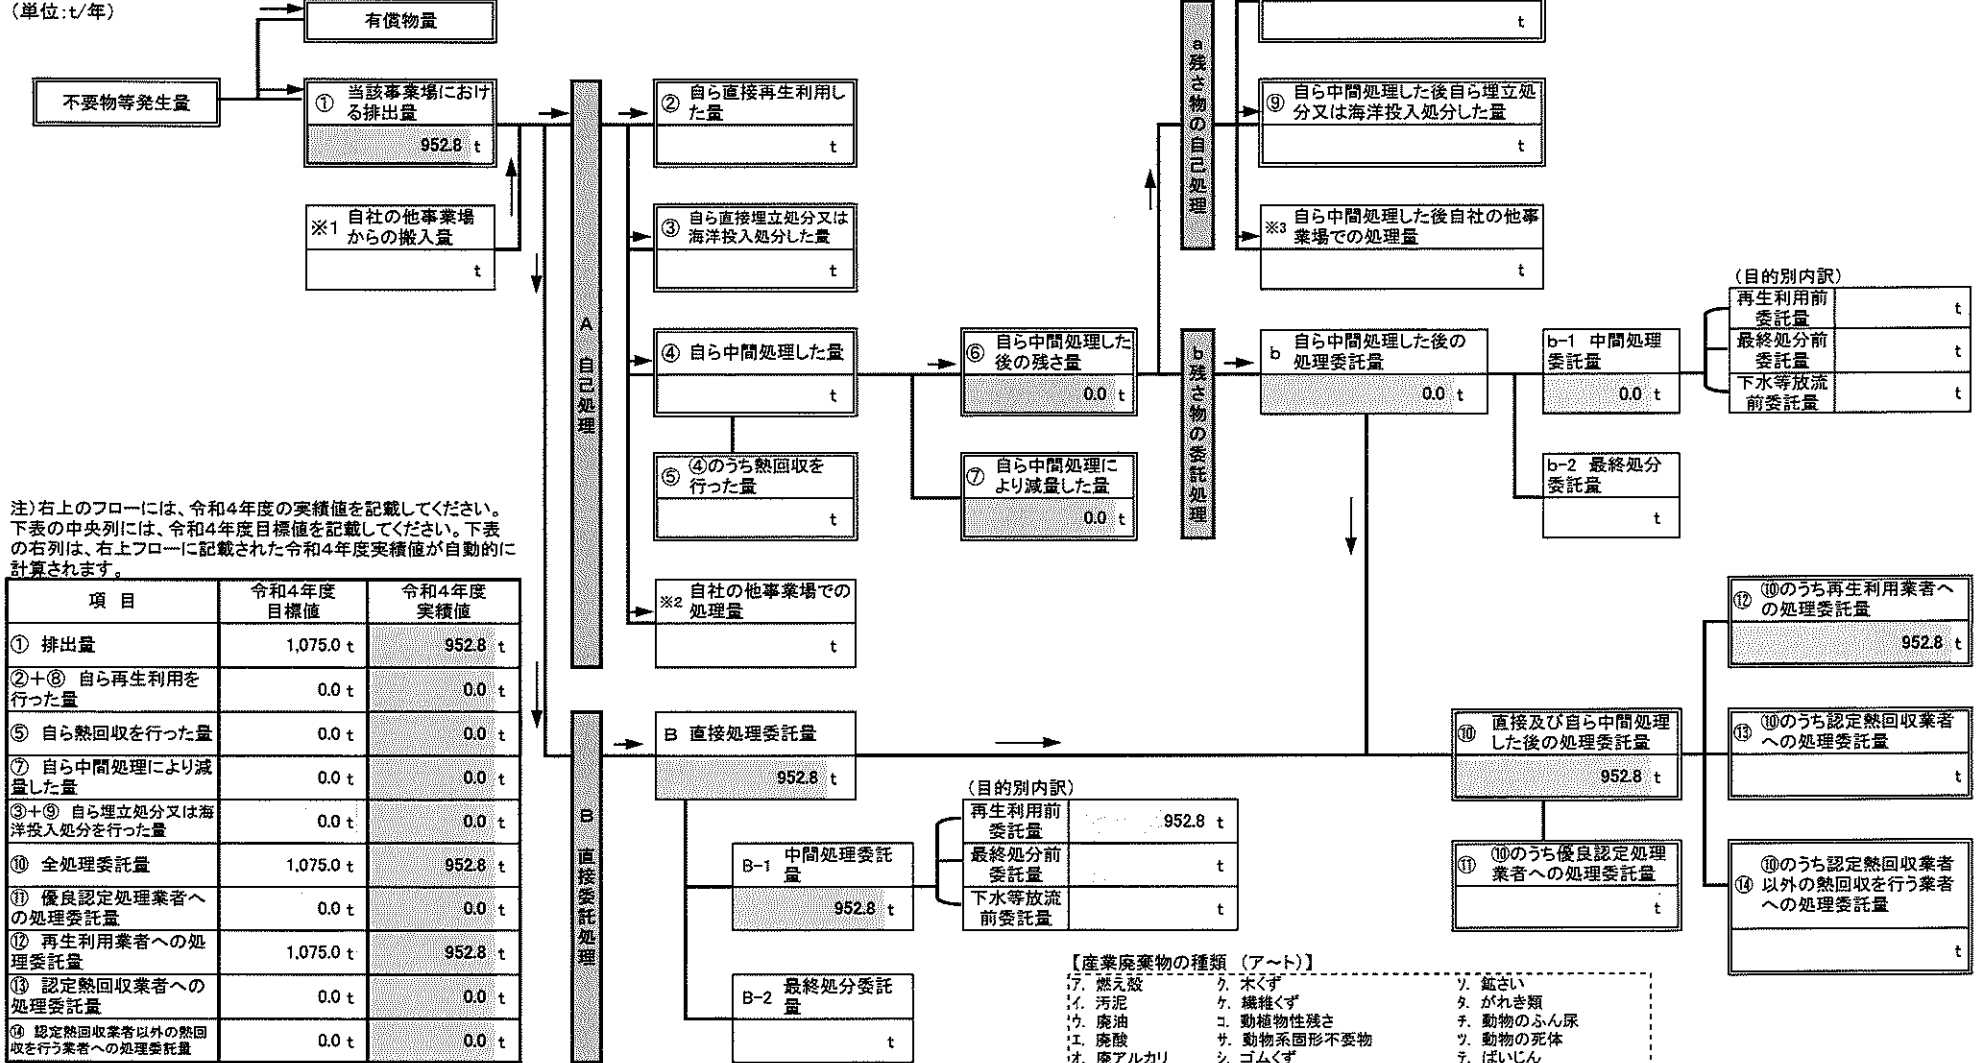 (単位:t/年)
有償物量
不要物等発生量
① 当該事業場におけ
る排出量
952.8 t
※1 自社の他事業場
からの搬入量
t
A 自己処理
② 自ら直接再生利用し
た量
t
③ 自ら直接埋立処分又は
海洋投入処分した量
t
④ 自ら中間処理した量
t
⑤ ④のうち熱回収を
行った量
t
※2 自社の他事業場での
処理量
t
⑥ 自ら中間処理した
後の残さ量
0.0 t
⑦ 自ら中間処理に
より減量した量
0.0 t
a 残さ物の自己処理
t
⑨ 自ら中間処理した後自ら埋立処
分又は海洋投入処分した量
t
※3 自ら中間処理した後自社の他事
業場での処理量
t
b 残さ物の委託処理
b 自ら中間処理した後の
処理委託量
0.0 t
b-1 中間処理
委託量
0.0 t
b-2 最終処分
委託量
t
(目的別内訳)
再生利用前
委託量
t
最終処分前
委託量
t
下水等放流
前委託量
t
注)右上のフローには、令和4年度の実績値を記載してください。
下表の中央列には、令和4年度目標値を記載してください。下表
の右列は、右上フローに記載された令和4年度実績値が自動的に
計算されます。
項 目
令和4年度
目標値
令和4年度
実績値
① 排出量 1,075.0 t 952.8 t
②+⑧ 自ら再生利用を
行った量 0.0 t 0.0 t
⑤ 自ら熱回収を行った量 0.0 t 0.0 t
⑦ 自ら中間処理により減
量した量 0.0 t 0.0 t
③+⑨ 自ら埋立処分又は海
洋投入処分を行った量 0.0 t 0.0 t
⑩ 全処理委託量 1,075.0 t 952.8 t
⑪ 優良認定処理業者へ
の処理委託量 0.0 t 0.0 t
⑫ 再生利用業者への処
理委託量 1,075.0 t 952.8 t
⑬ 認定熱回収業者への
処理委託量 0.0 t 0.0 t
⑭ 認定熱回収業者以外の熱回
収を行う業者への処理委託量 0.0 t 0.0 t
B 直接委託処理
B 直接処理委託量
952.8 t
B-1 中間処理委託
量
952.8 t
B-2 最終処分委託
量
t
(目的別内訳)
再生利用前
委託量
952.8 t
最終処分前
委託量
t
下水等放流
前委託量
t
⑩ 直接及び自ら中間処理
した後の処理委託量
952.8 t
⑪ ⑩のうち優良認定処理
業者への処理委託量
t
⑫ ⑩のうち再生利用業者へ
の処理委託量
952.8 t
⑬ ⑩のうち認定熱回収業者
への処理委託量
t
⑭ ⑩のうち認定熱回収業者
以外の熱回収を行う業者
への処理委託量
t
【産業廃棄物の種類 (ア~ト)】
ア. 燃え殻 ク. 木くず ソ. 鉱さい
イ. 汚泥 ケ. 繊維くず タ. がれき類
ウ. 廃油 コ. 動植物性残さ チ. 動物のふん尿
エ. 廃酸 サ. 動物系固形不要物 ツ. 動物の死体
オ. 廃アルカリ シ. ゴムくず テ. ばいじん